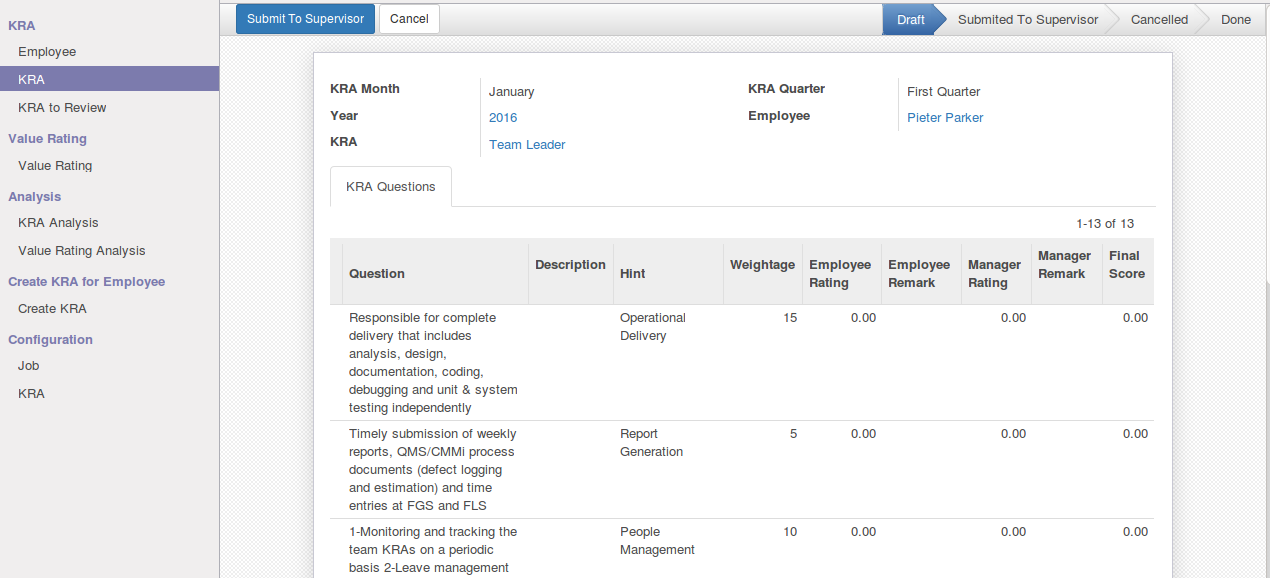 KRA
Employee
KRA
KRA to Review
Value Rating
Value Rating
Analysis
KRA Analysis
Value Rating Analysis
Create KRA for Employee
Create KRA
Configuration
Job
KRA
Submit To Supervisor Cancel Draft Submited To Supervisor Cancelled Done
KRA Month January KRA Quarter First Quarter
Year 2016 Employee Pieter Parker
KRA Team Leader
KRA Questions
1-13 of 13
Question Description Hint Weightage Employee Rating Employee Remark Manager Rating Manager Remark Final Score
Responsible for complete Operational 15 0.00 0.00 0.00
delivery that includes Delivery
analysis, design,
documentation, coding,
debugging and unit & system
testing independently
Timely submission of weekly Report 5 0.00 0.00 0.00
reports, QMS/CMMi process Generation
documents (defect logging
and estimation) and time
entries at FGS and FLS
1-Monitoring and tracking the People 10 0.00 0.00 0.00
team KRAs on a periodic Management
basis 2-Leave management